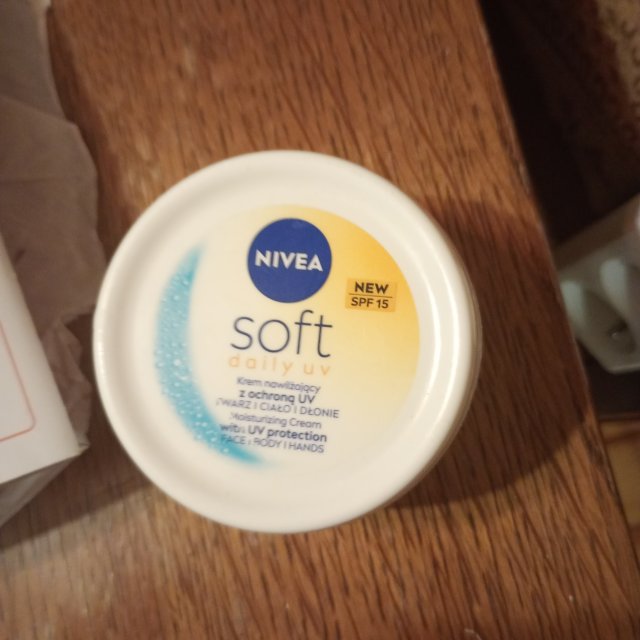 NIVEA
NEW
SPF 15
soft
daily uv
Krem nawilżający
z ochroną UV
TWARZ I CIAŁO I DŁONIE
Moisturizing Cream
with UV protection
FACE I BODY I HANDS